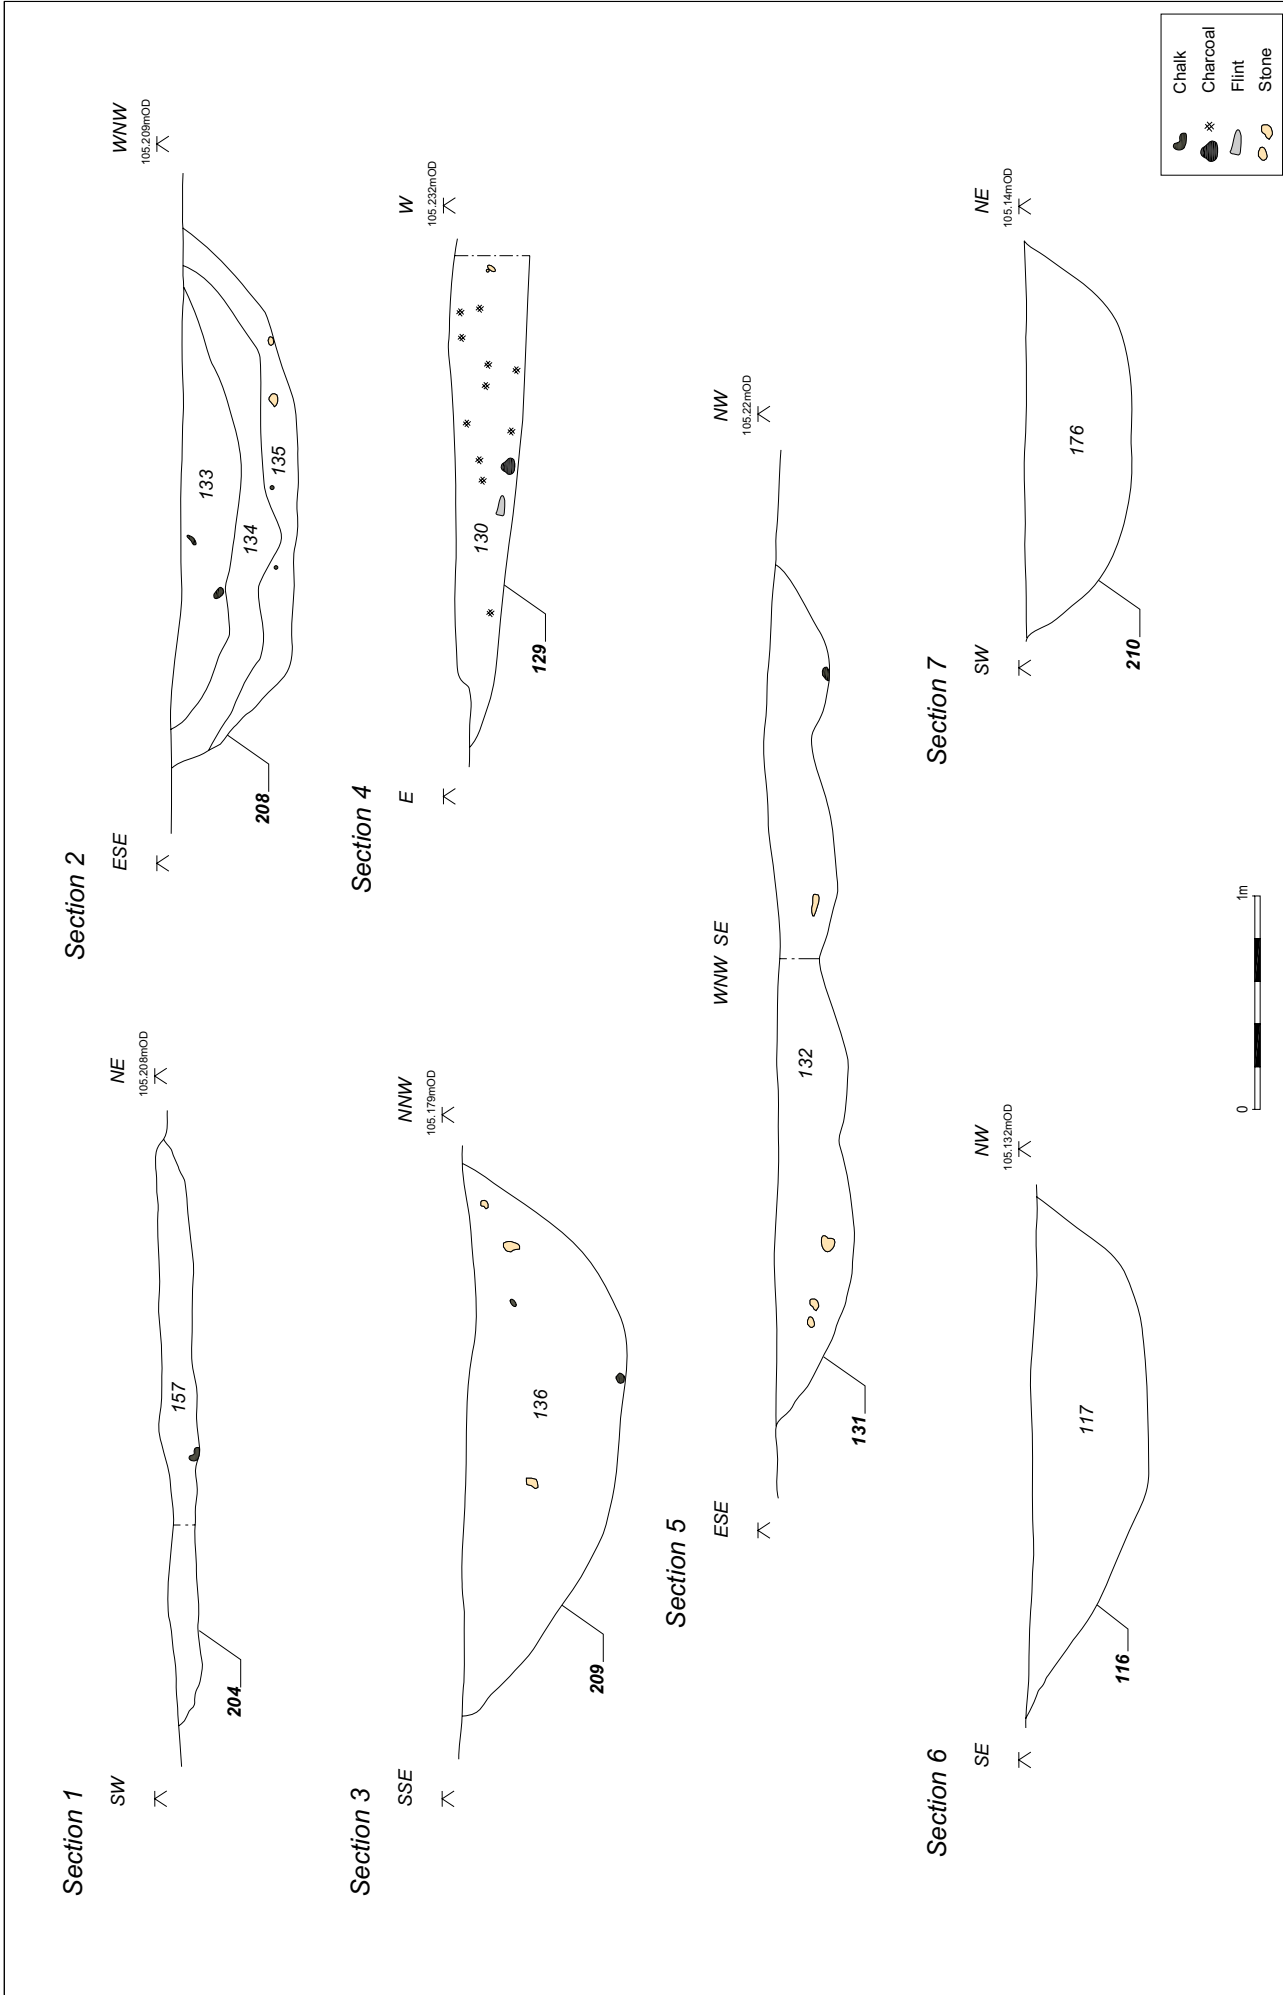 Section 1
SW
NE
105.208mOD
157
204
Section 2
ESE
WNW
105.209mOD
133
134
135
208
Section 3
SSE
NNW
105.179mOD
136
209
Section 4
E
W
105.232mOD
130
129
Section 5
ESE
WNW SE
NW
105.22mOD
132
131
Section 6
SE
NW
105.132mOD
117
116
Section 7
SW
NE
105.14mOD
176
210
0
1m
Chalk
Charcoal
Flint
Stone